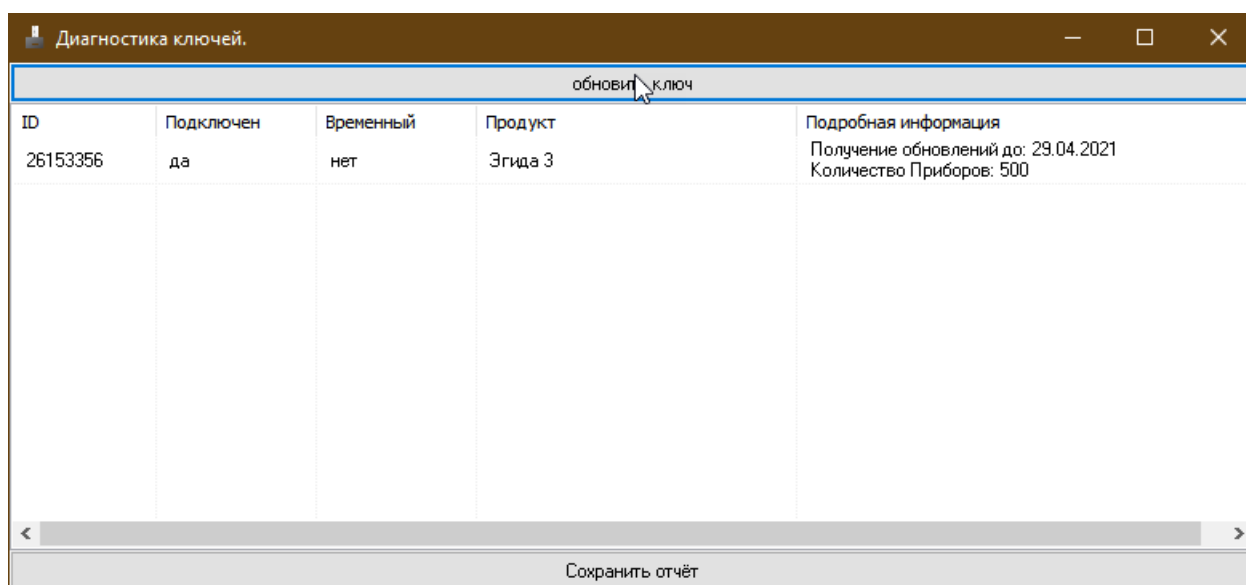 Диагностика ключей.
обновить ключ
ID Подключен Временный Продукт Подробная информация
26153356 да нет Эгида 3 Получение обновлений до: 29.04.2021
Количество Приборов: 500
Сохранить отчёт